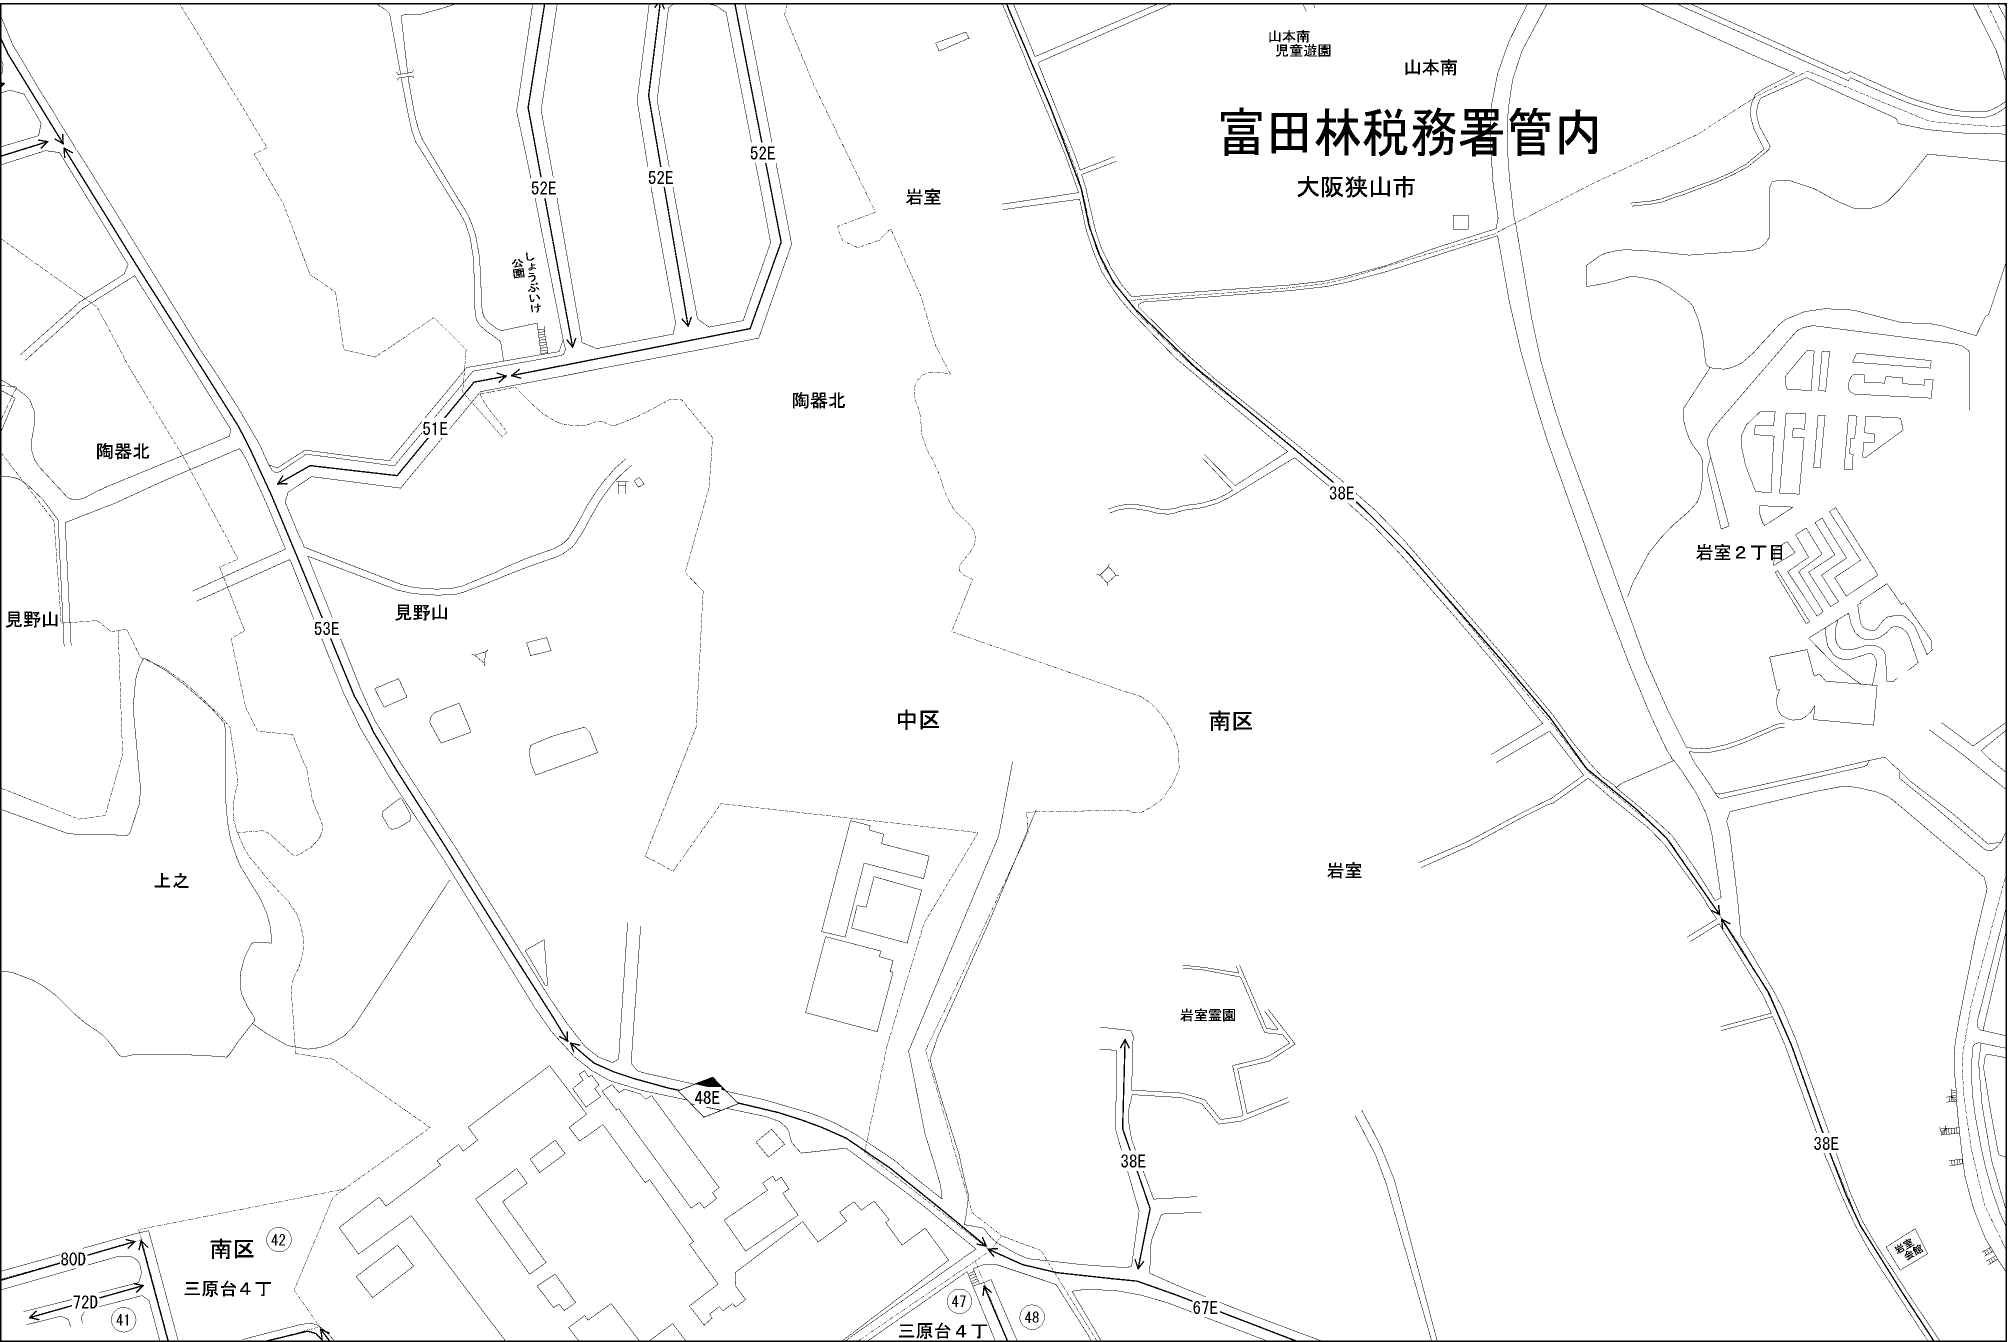 山本南
児童遊園
山本南
富田林税務署管内
大阪狭山市
52E
52E
52E
岩室
しょうぶいけ
公園
陶器北
51E
陶器北
38E
岩室２丁目
見野山
見野山
53E
中区
南区
岩室
上之
岩室霊園
48E
38E
38E
岩室
会館
南区
42
80D
三原台４丁
72D
41
47
48
67E
三原台４丁